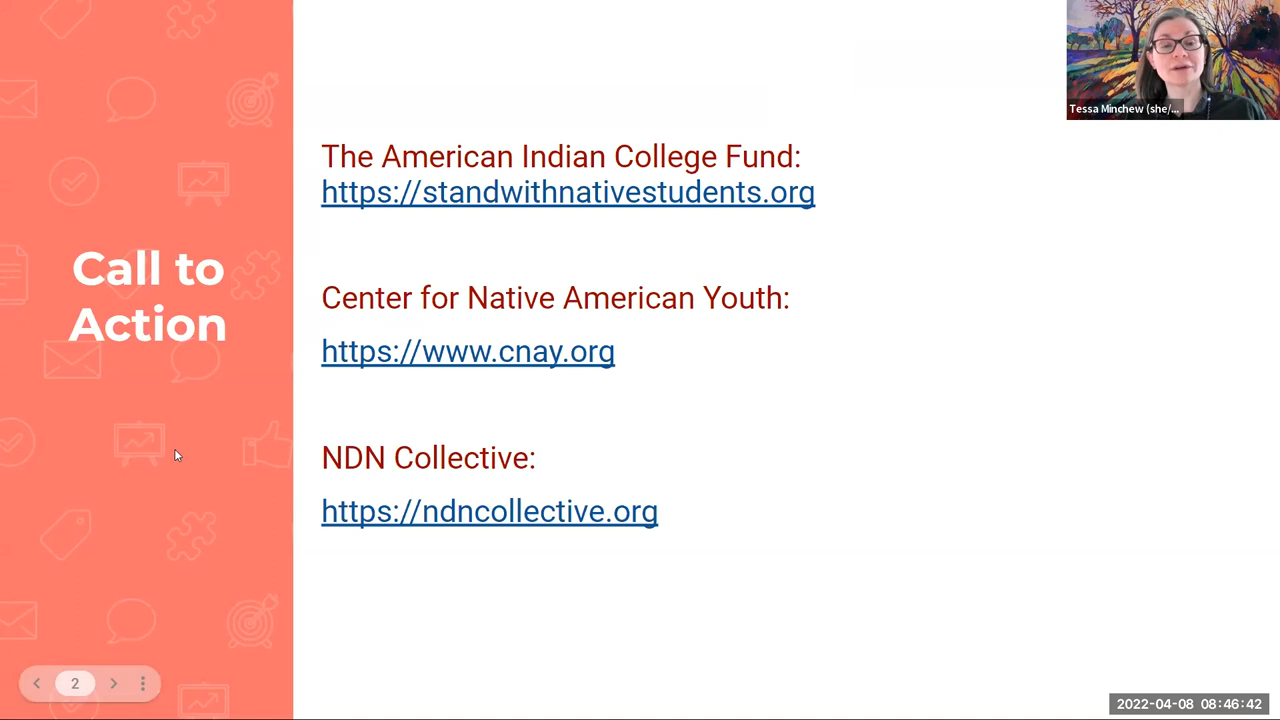 Tessa Minchew (she/...
The American Indian College Fund:
https://standwithnativestudents.org
Call to
Action
Center for Native American Youth:
https://www.cnay.org
NDN Collective:
https://ndncollective.org
2
2022-04-08 08:46:42